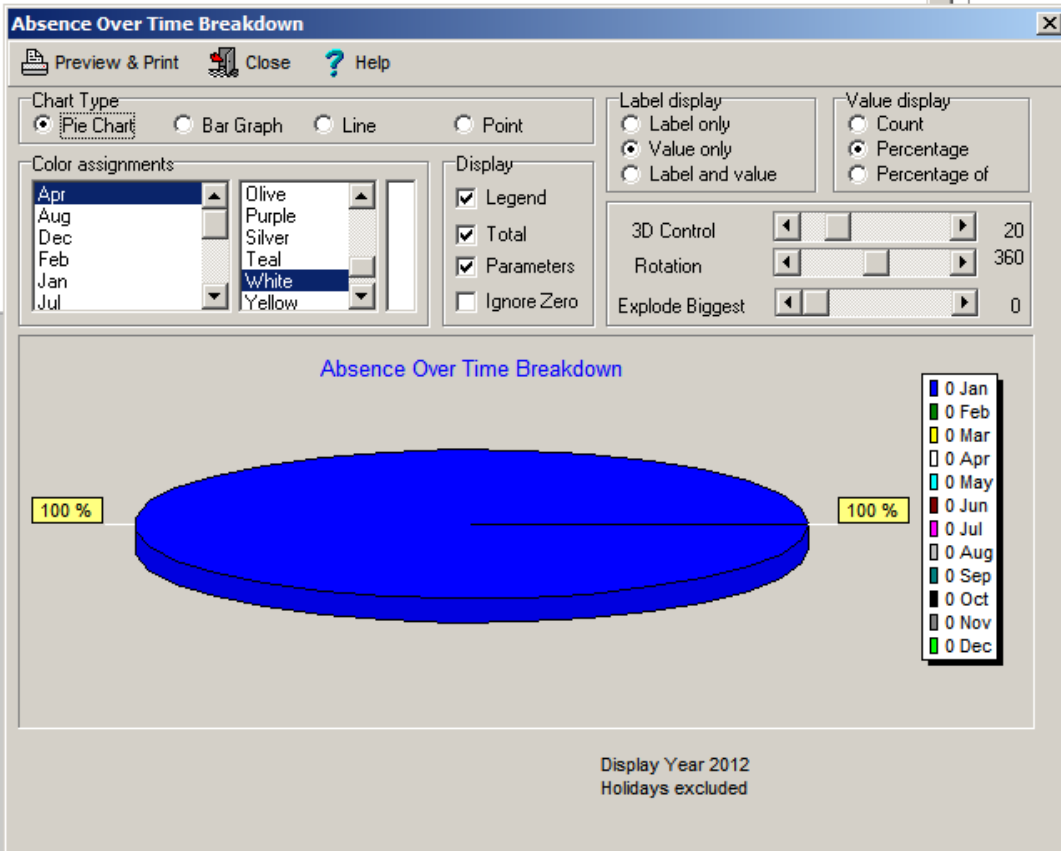 Absence Over Time Breakdown
Preview & Print Close Help
Chart Type
Pie Chart Bar Graph Line Point
Label display
Label only
Value only
Label and value
Value display
Count
Percentage
Percentage of
Color assignments
Apr
Aug
Dec
Feb
Jan
Jul
Olive
Purple
Silver
Teal
White
Yellow
Display
Legend
Total
Parameters
Ignore Zero
3D Control 20
Rotation 360
Explode Biggest 0
Absence Over Time Breakdown
100 %
100 %
0 Jan
0 Feb
0 Mar
0 Apr
0 May
0 Jun
0 Jul
0 Aug
0 Sep
0 Oct
0 Nov
0 Dec
Display Year 2012
Holidays excluded